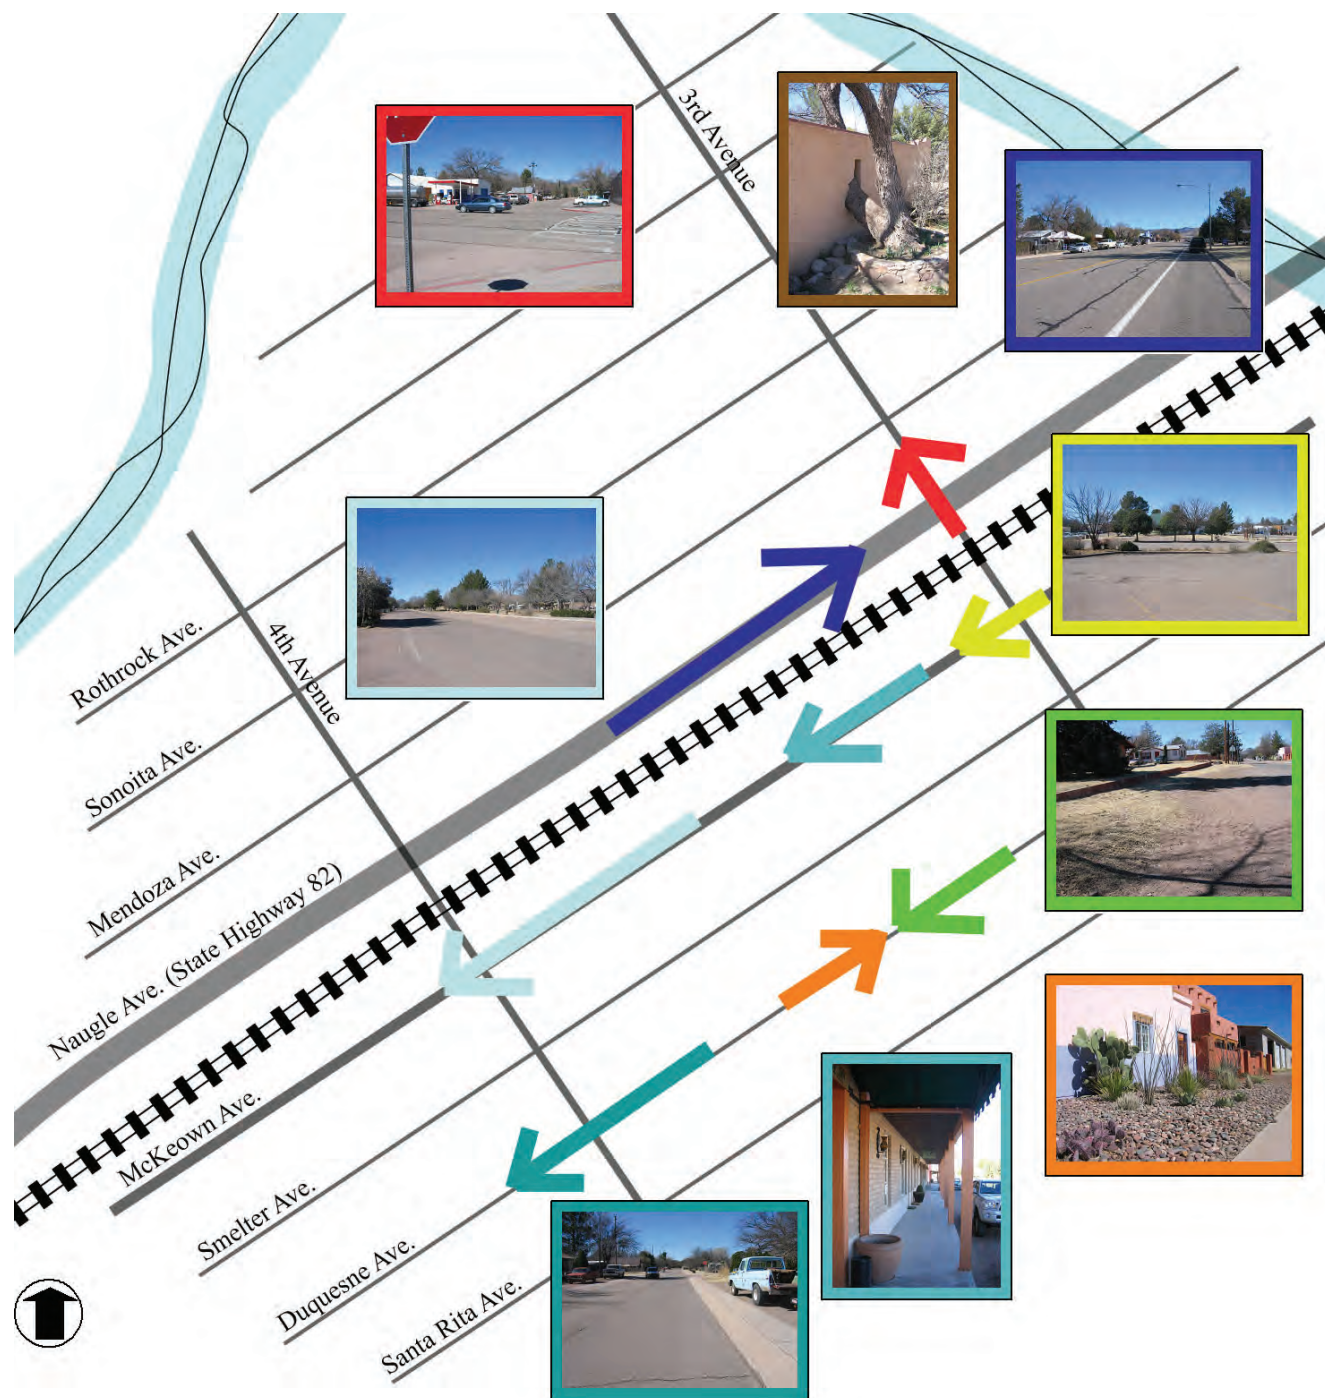 3rd Avenue
4th Avenue
Rothrock Ave.
Sonoita Ave.
Mendoza Ave.
Naugle Ave. (State Highway 82)
McKeown Ave.
Smelter Ave.
Duquesne Ave.
Santa Rita Ave.